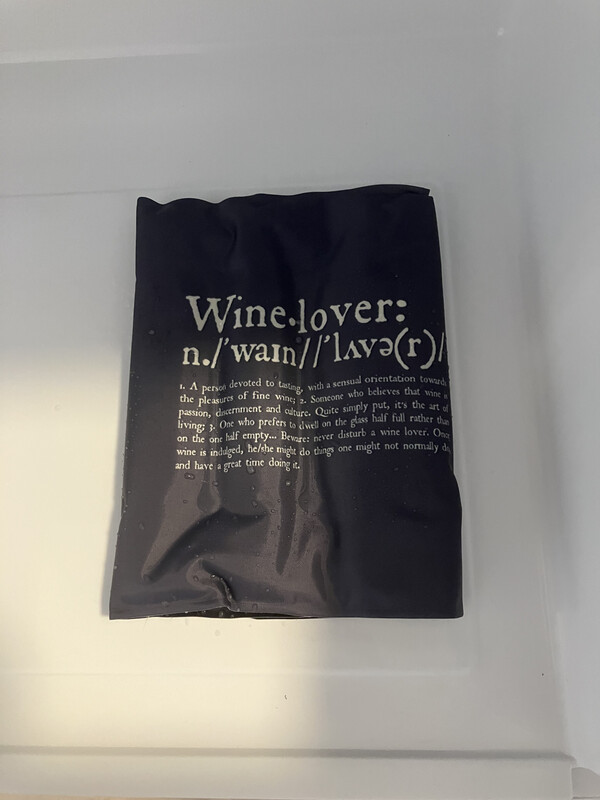 Wine•lover:
n./'waɪn//'lʌvə(r)/
1. A person devoted to tasting, with a sensual orientation towards
the pleasures of fine wine; 2. Someone who believes that wine is
passion, discernment and culture. Quite simply put, it's the art of
living; 3. One who prefers to dwell on the glass half full rather than
on the one half empty... Beware: never disturb a wine lover. Once
wine is indulged, he/she might do things one might not normally do
and have a great time doing it.